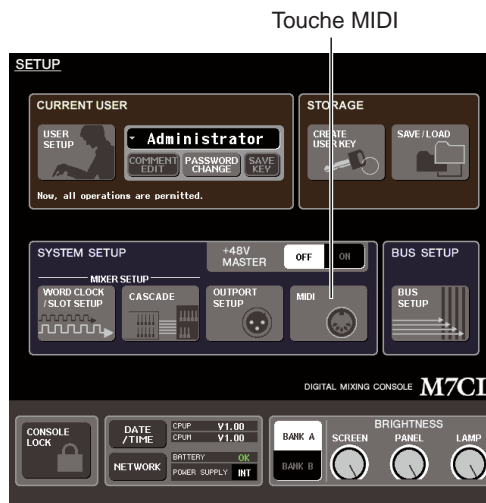 Touche MIDI
SETUP
CURRENT USER
USER
SETUP
Administrator
COMMENT
EDIT
PASSWORD
CHANGE
SAVE
KEY
Now, all operations are permitted.
STORAGE
CREATE
USER KEY
SAVE/LOAD
SYSTEM SETUP
+48V
MASTER
OFF
ON
MIXER SETUP
WORD CLOCK
/SLOT SETUP
CASCADE
OUTPORT
SETUP
MIDI
BUS SETUP
BUS
SETUP
DIGITAL MIXING CONSOLE M7CL
CONSOLE
LOCK
DATE
/TIME
CPUP V1.00
CPUM V1.00
NETWORK
BATTERY OK
POWER SUPPLY INT
BANK A
BANK B
BRIGHTNESS
SCREEN
PANEL
LAMP